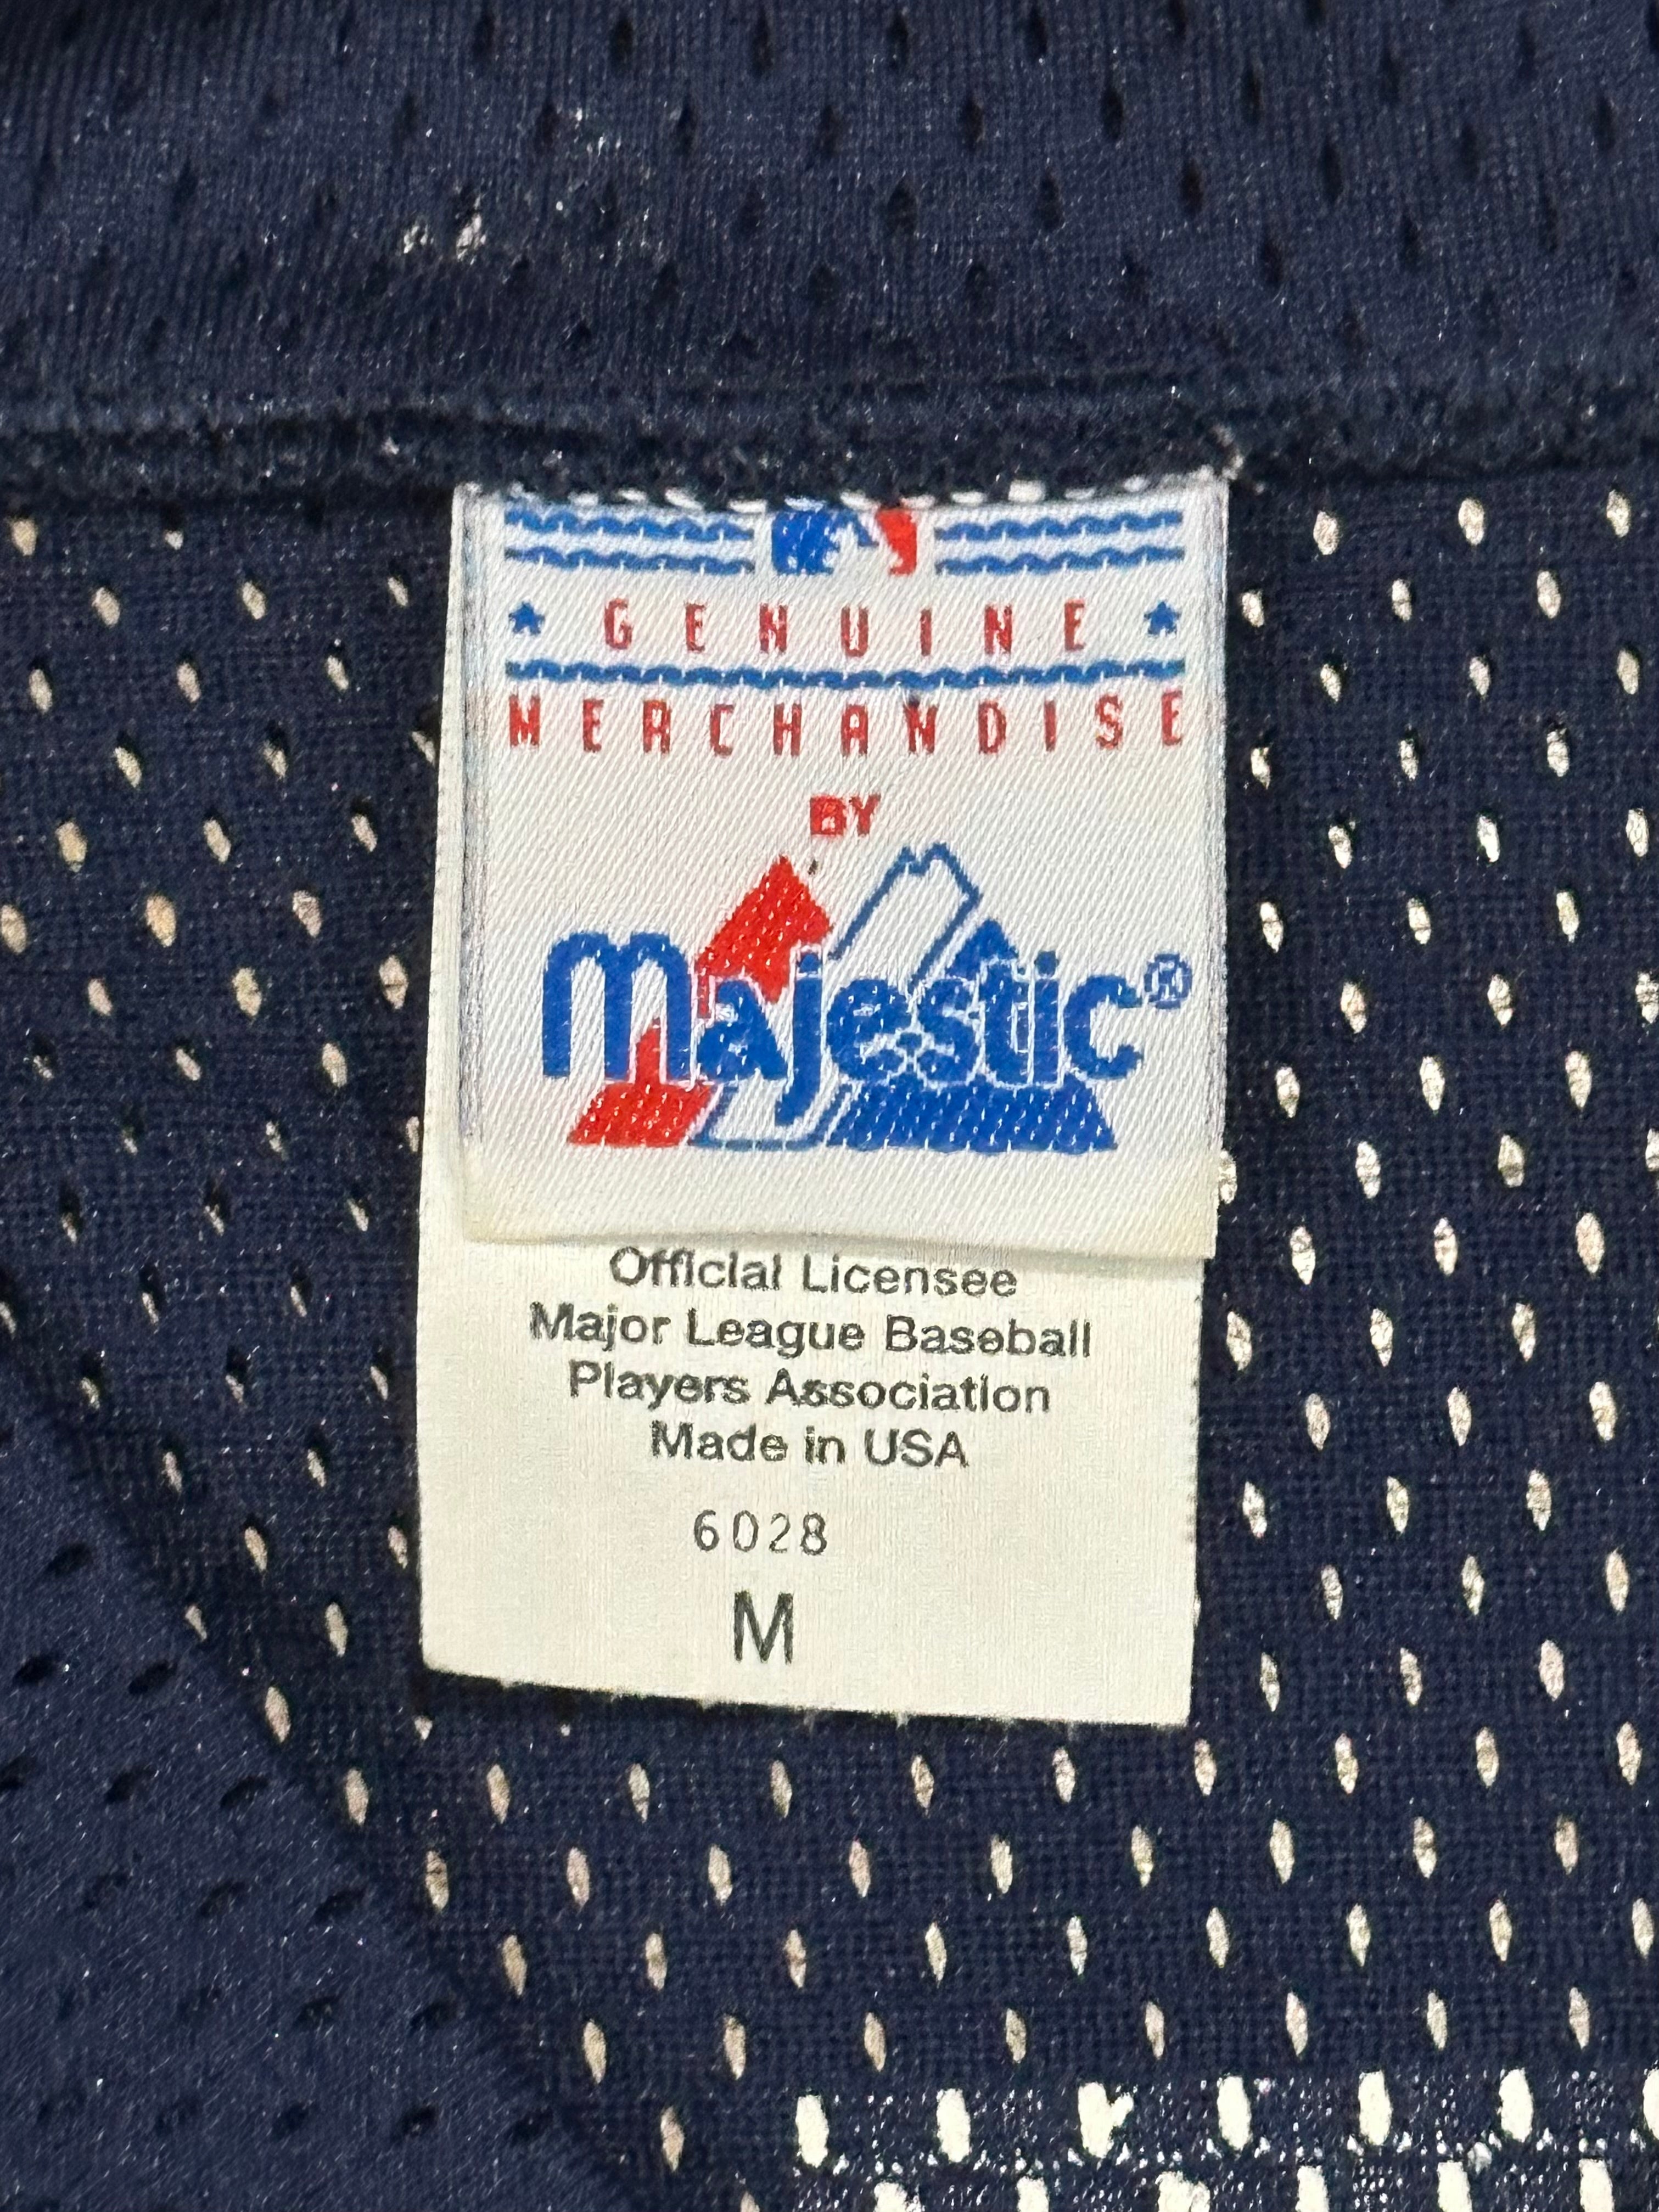 GENUINE
MERCHANDISE
BY
Majestic®
Official Licensee
Major League Baseball
Players Association
Made in USA
6028
M